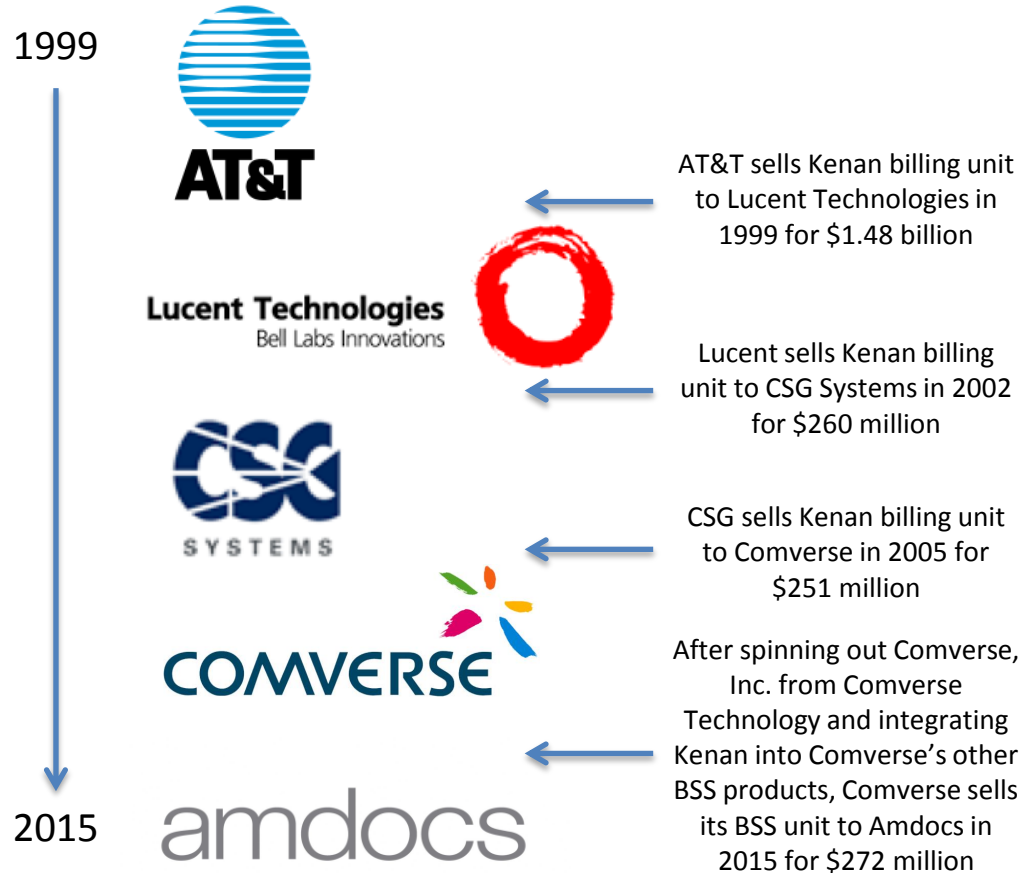 1999
AT&T
AT&T sells Kenan billing unit
to Lucent Technologies in
1999 for $1.48 billion
Lucent Technologies
Bell Labs Innovations
Lucent sells Kenan billing
unit to CSG Systems in 2002
for $260 million
CSG
SYSTEMS
CSG sells Kenan billing unit
to Comverse in 2005 for
$251 million
COMVERSE
After spinning out Comverse,
Inc. from Comverse
Technology and integrating
Kenan into Comverse’s other
BSS products, Comverse sells
its BSS unit to Amdocs in
2015 for $272 million
2015
amdocs